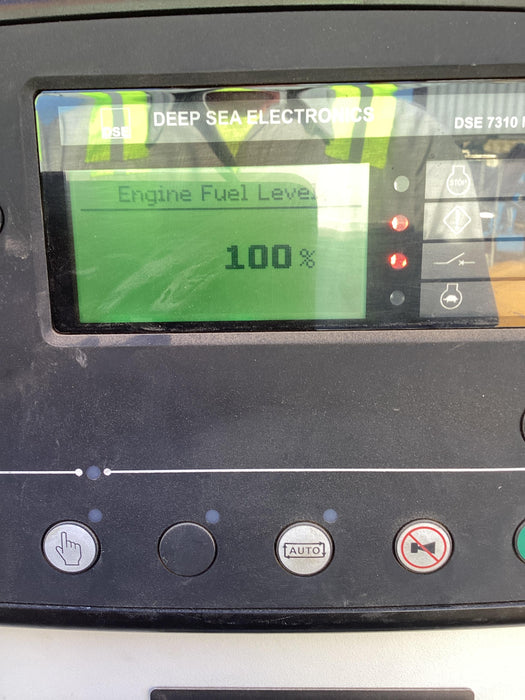 DSE
DEEP SEA ELECTRONICS
DSE 7310
Engine Fuel Level
100 %
STOP
AUTO